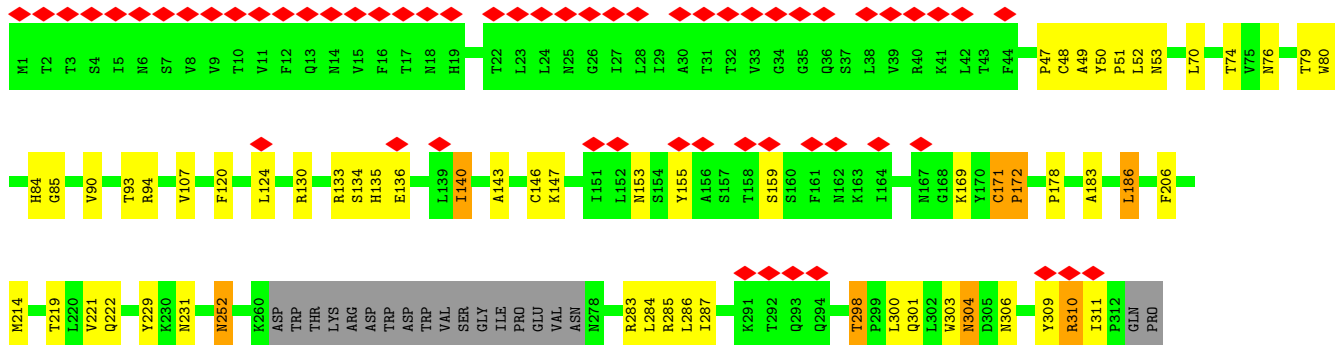 M1 T2 T3 S4 I5 N6 S7 V8 V9 T10 V11 F12 Q13 N14 V15 F16 T17 N18 H19 T22 L23 L24 N25 G26 I27 L28 I29 A30 T31 T32 V33 G34 G35 Q36 S37 L38 V39 R40 K41 L42 T43 F44 P47 C48 A49 Y50 P51 L52 N53 L70 T74 V75 N76 T79 W80
H84 G85 V90 T93 R94 V107 F120 L124 R130 R133 S134 H135 E136 L139 I140 A143 C146 K147 I151 L152 N153 S154 Y155 A156 S157 T158 S159 S160 F161 N162 K163 I164 N167 G168 K169 Y170 C171 P172 P178 A183 L186 F206
M214 T219 L220 V221 Q222 Y229 K230 N231 N252 K260 ASP TRP THR LYS ARG ASP TRP ASP TRP VAL SER GLY ILE PRO GLU VAL ASN N278 R283 L284 R285 L286 I287 K291 T292 Q293 Q294 T298 P299 L300 Q301 L302 W303 N304 D305 N306 Y309 R310 I311 P312 GLN PRO